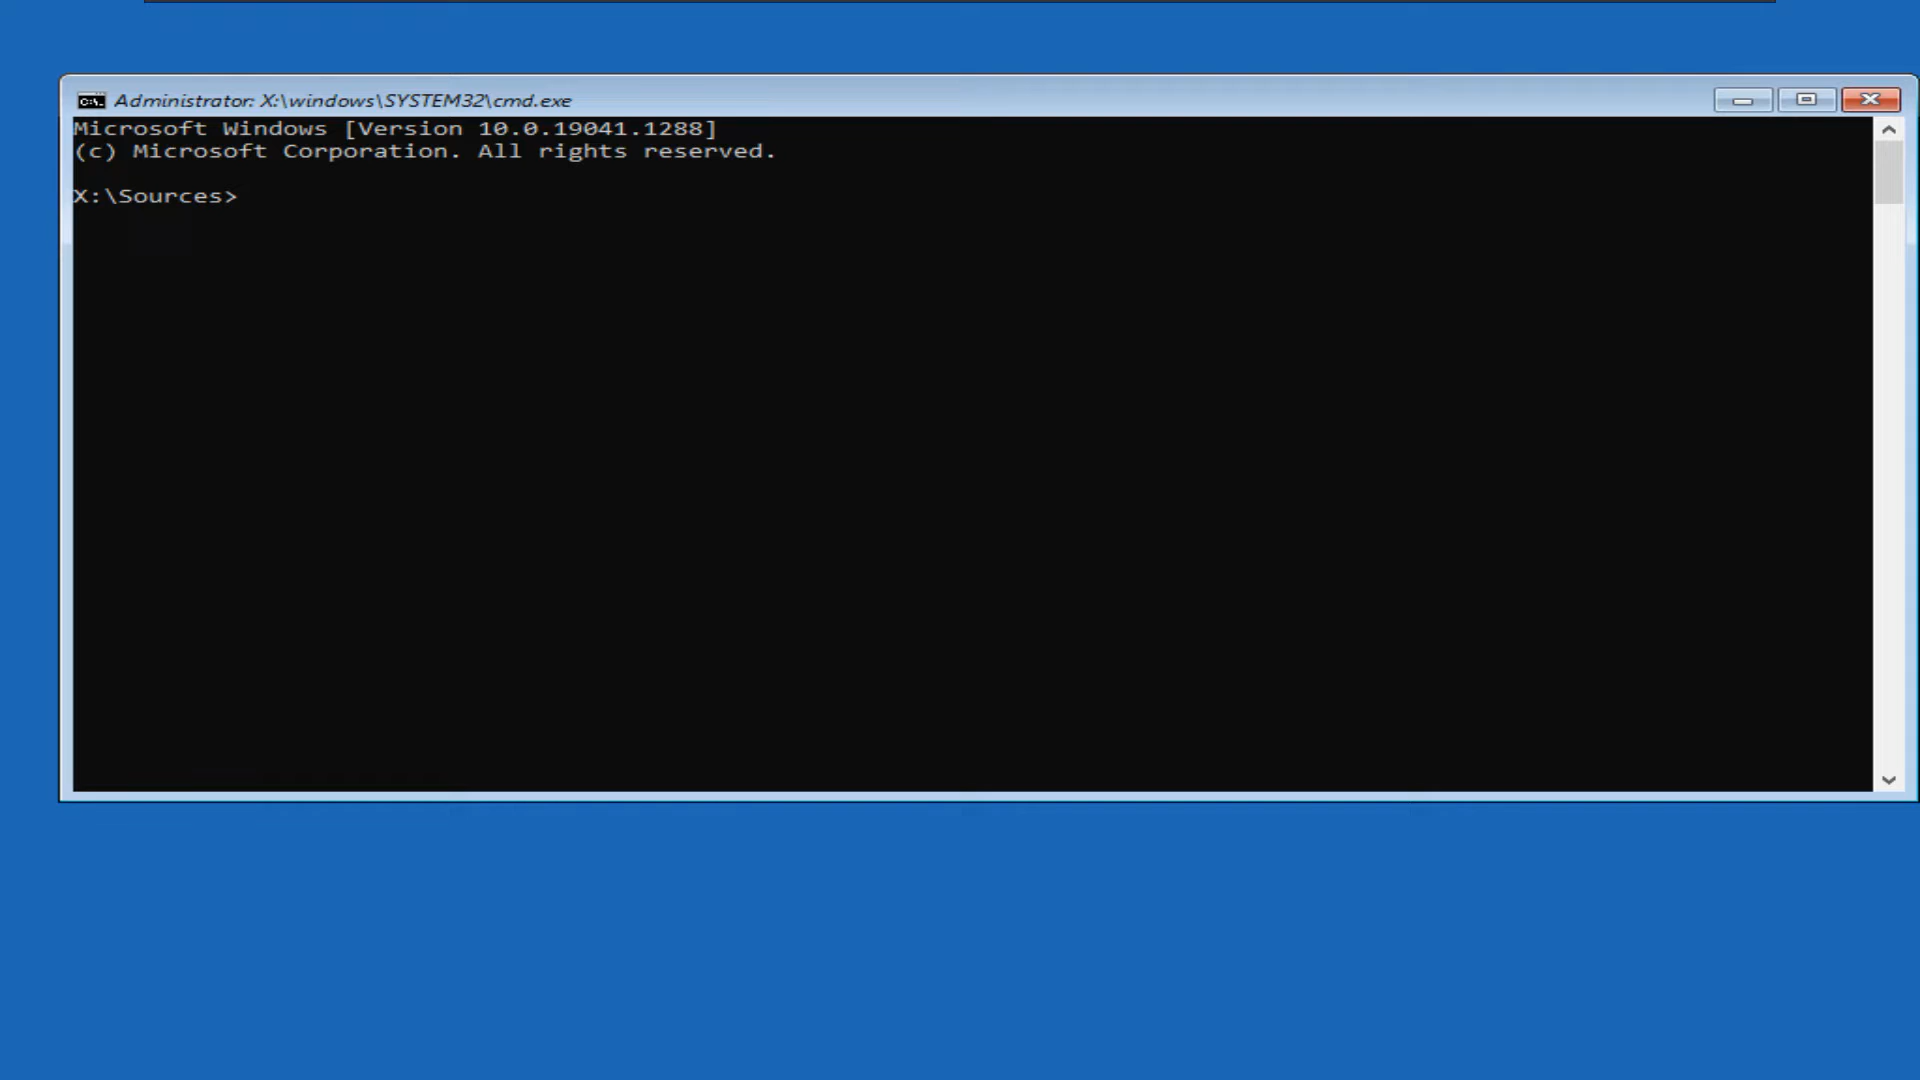 Administrator: X:\windows\SYSTEM32\cmd.exe
Microsoft Windows [Version 10.0.19041.1288]
(c) Microsoft Corporation. All rights reserved.
X:\Sources>